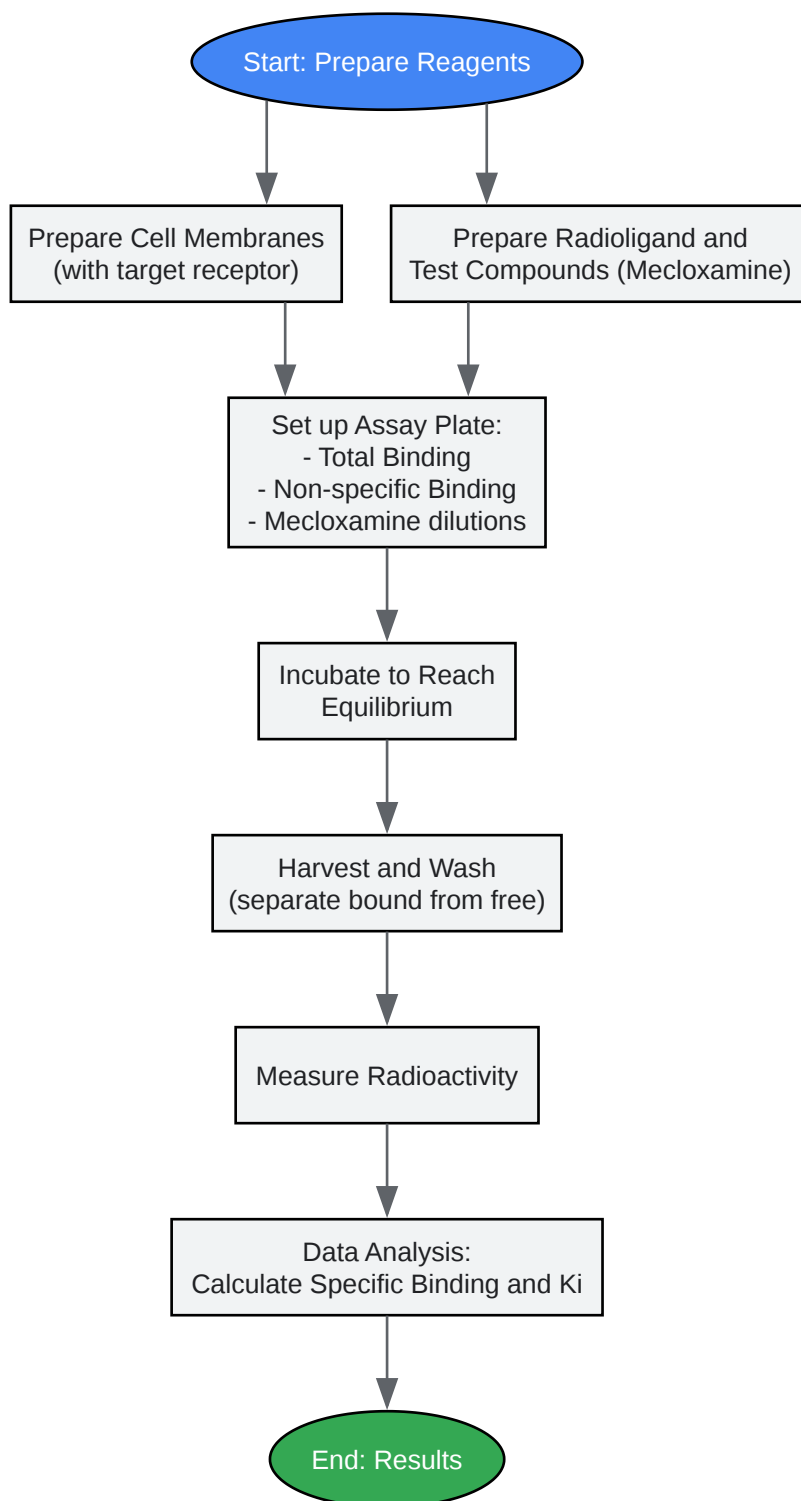 Start: Prepare Reagents
Prepare Cell Membranes
(with target receptor)
Prepare Radioligand and
Test Compounds (Mecloxamine)
Set up Assay Plate:
- Total Binding
- Non-specific Binding
- Mecloxamine dilutions
Incubate to Reach
Equilibrium
Harvest and Wash
(separate bound from free)
Measure Radioactivity
Data Analysis:
Calculate Specific Binding and Ki
End: Results